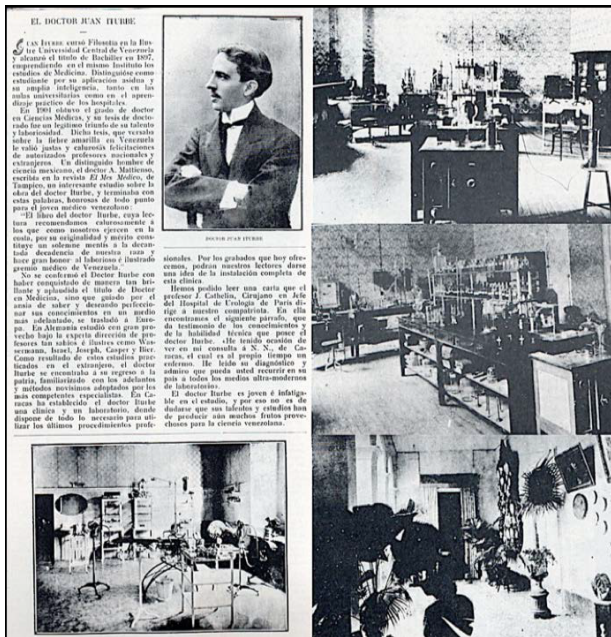 EL DOCTOR JUAN ITURBE
JUAN ITURBE cursó Filosofía en la Ilus-
tre Universidad Central de Venezuela
y alcanzó el título de Bachiller en 1897,
emprendiendo en el mismo Instituto los
estudios de Medicina. Distinguióse como
estudiante por su aplicación asidua y
su amplia inteligencia, tanto en las
aulas universitarias como en el apren-
dizaje práctico de los hospitales.
En 1904 obtuvo el grado de doctor
en Ciencias Médicas, y su tesis de docto-
rado fue un legítimo triunfo de su talento
y laboriosidad. Dicha tesis, que versaba
sobre la fiebre amarilla en Venezuela
le valió justas y calurosas felicitaciones
de autorizados profesores nacionales y
extranjeros. Un distinguido hombre de
ciencia mexicano, el doctor A. Mattienso,
escribía en la revista El Mes Médico, de
Tampico, un interesante estudio sobre la
obra del doctor Iturbe, y terminaba con
estas palabras, honrosas de todo punto
para el joven médico venezolano:
"El libro del doctor Iturbe, cuya lec-
tura recomendamos calurosamente á
los que como nosotros ejercen en la
costa, por su originalidad y mérito cons-
tituye un solemne mentís a la decan-
tada decadencia de nuestra raza y
hace gran honor al laborioso é ilustrado
gremio médico de Venezuela."
No se conformó el Doctor Iturbe con
haber conquistado de manera tan bri-
llante y aplaudida el título de Doctor
en Medicina, sino que guiado por el
ansia de saber y deseando perfeccio-
nar sus conocimientos en un medio
más adelantado, se trasladó a Euro-
pa. En Alemania estudió con gran pro-
vecho bajo la experta dirección de pro-
fesores tan sabios é ilustres como Was-
sermann, Israel, Joseph, Casper y Bier.
Como resultado de estos estudios prac-
ticados en el extranjero, el doctor
Iturbe se encontraba á su regreso a la
patria, familiarizado con los adelantos
y métodos novísimos adoptados por los
más competentes especialistas. En Ca-
racas ha establecido el doctor Iturbe
una clínica y un laboratorio, donde
dispone de todo lo necesario para uti-
lizar los últimos procedimientos profe-
DOCTOR JUAN ITURBE
sionales. Por los grabados que hoy ofre-
cemos, podrán nuestros lectores darse
una idea de la instalación completa de
esta clínica.
Hemos podido leer una carta que el
profesor J. Cathelin, Cirujano en Jefe
del Hospital de Urología de París di-
rige a nuestro compatriota. En ella
encontramos el siguiente párrafo, que
da testimonio de los conocimientos y
de la habilidad técnica que posee el
doctor Iturbe. «He tenido ocasión de
ver en mi consulta á N. N., de Ca-
racas, el cual es al propio tiempo un
enfermo. He leído su diagnóstico y
admiro que pueda usted recurrir en su
país à todos los medios ultra-modernos
de laboratorio».
El doctor Iturbe es joven é infatiga-
ble en el estudio, y por eso no es de
dudarse que sus talentos y estudios han
de producir aún muchos frutos prove-
chosos para la ciencia venezolana.